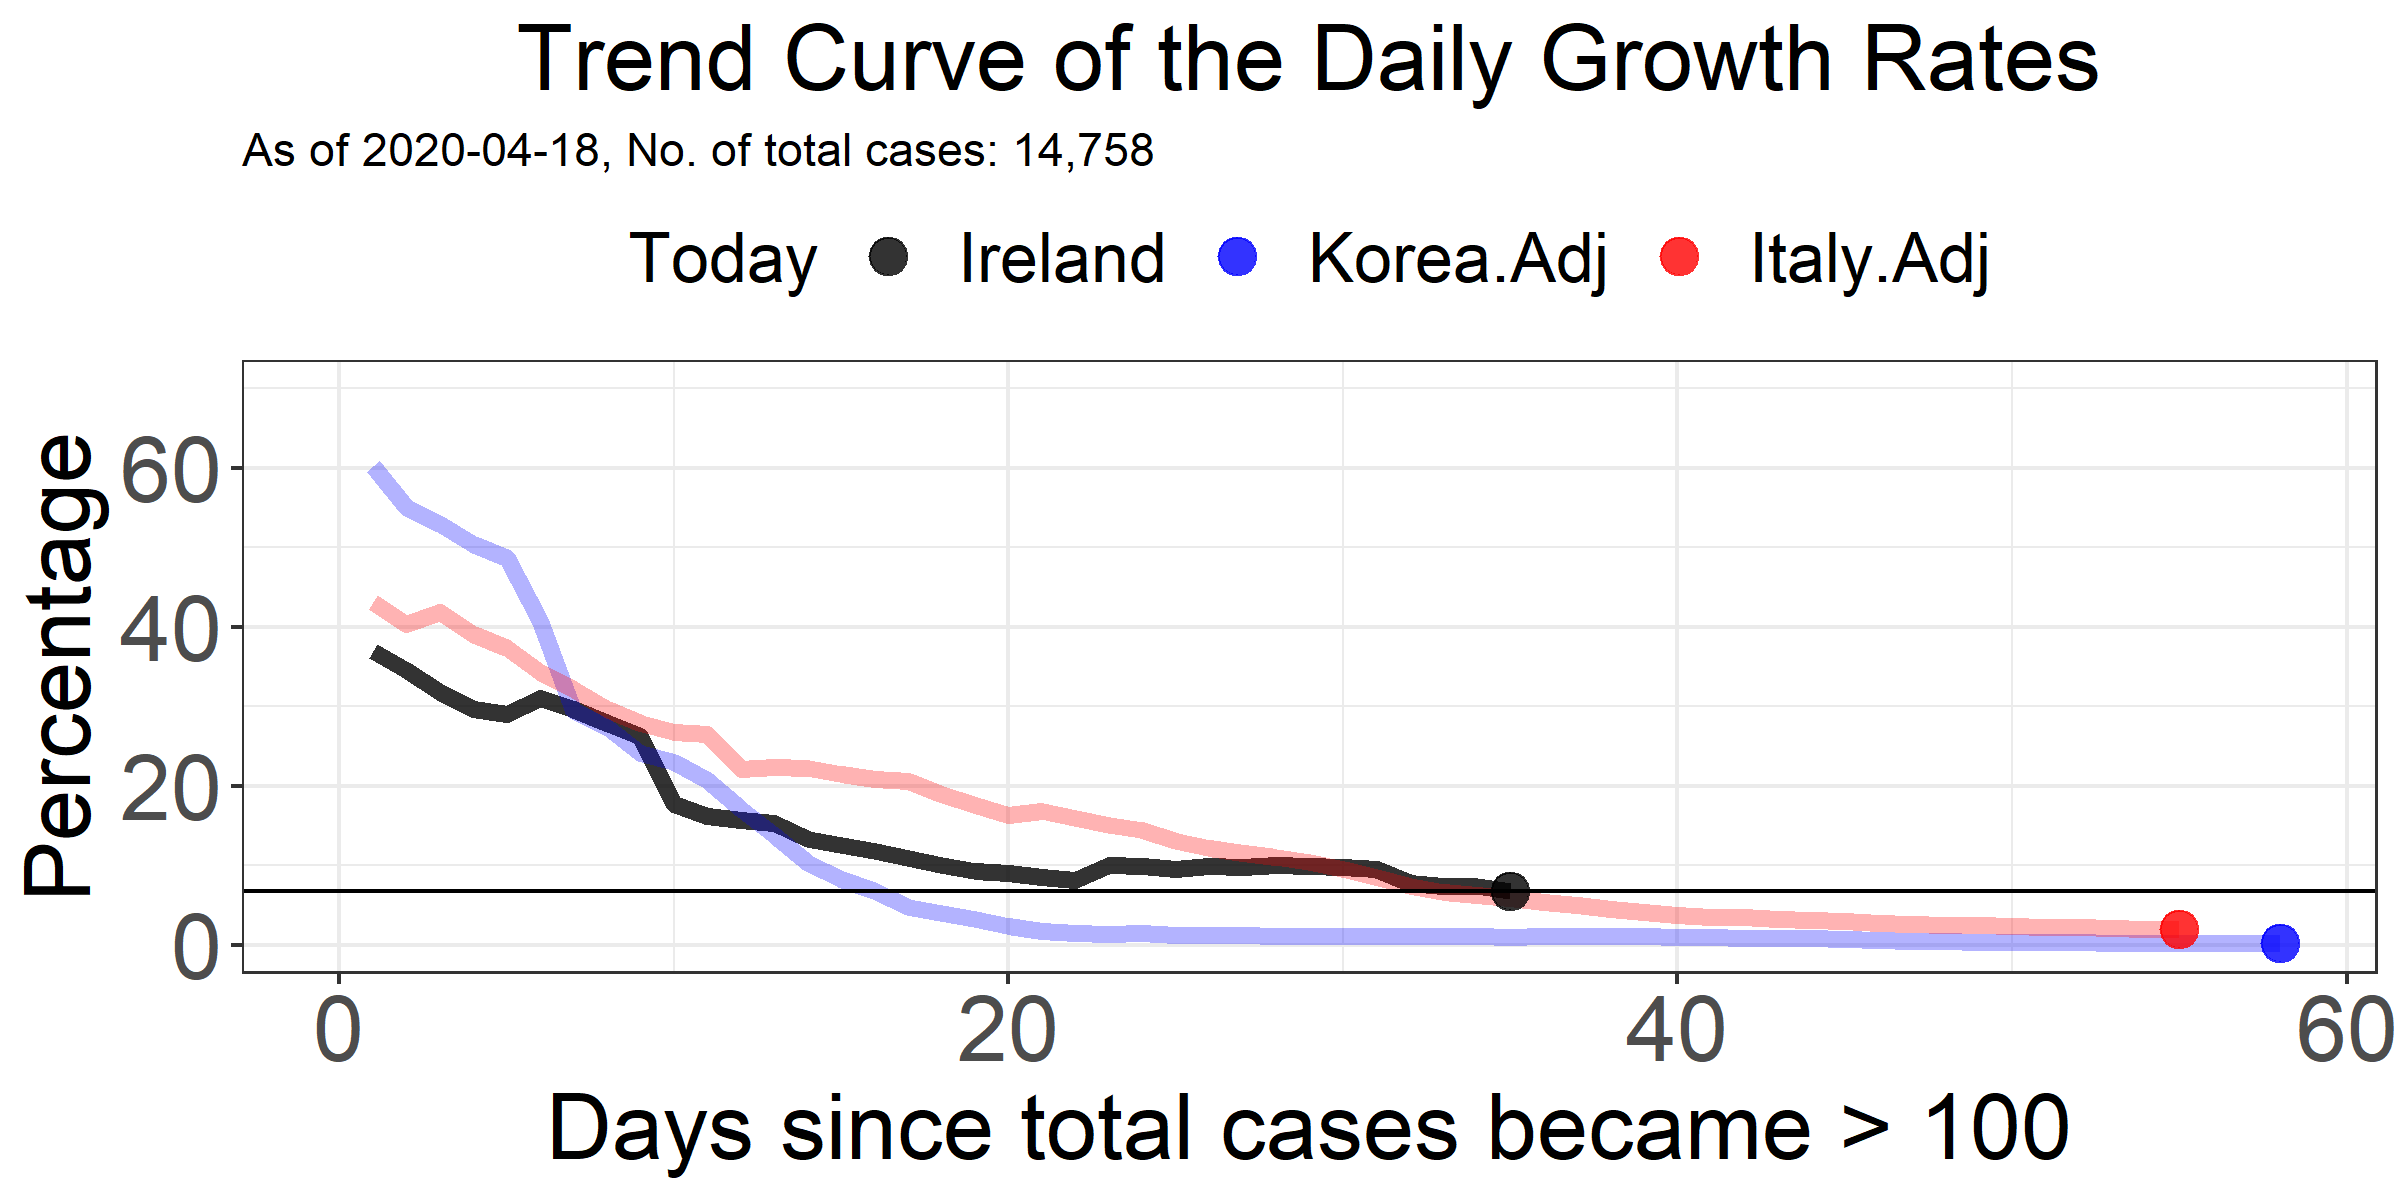 Trend Curve of the Daily Growth Rates
As of 2020-04-18, No. of total cases: 14,758
Today Ireland Korea.Adj Italy.Adj
Percentage
60
40
20
0
0 20 40 60
Days since total cases became > 100